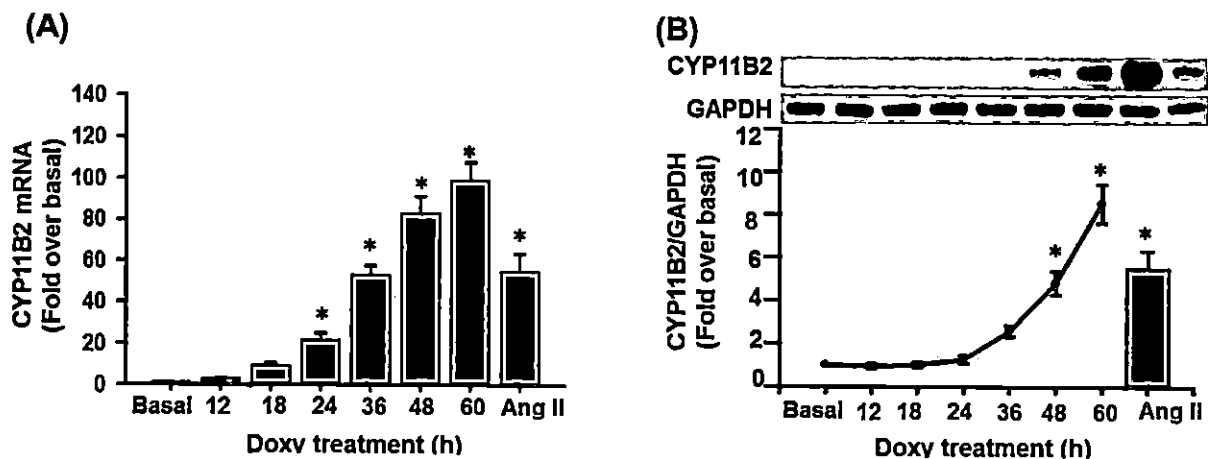 (A)
CYP11B2 mRNA
(Fold over basal)
140
120
100
80
60
40
20
0
*
*
*
*
*
Basal 12 18 24 36 48 60 Ang II
Doxy treatment (h)
(B)
CYP11B2
GAPDH
CYP11B2/GAPDH
(Fold over basal)
12
10
8
6
4
2
0
*
*
*
Basal 12 18 24 36 48 60 Ang II
Doxy treatment (h)